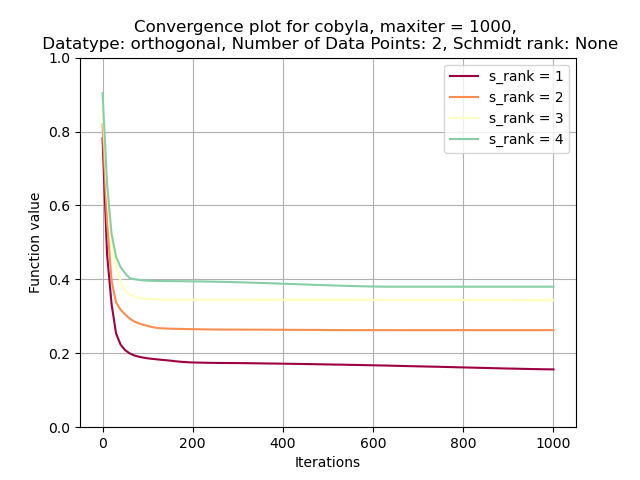 Convergence plot for cobyla, maxiter = 1000,
Datatype: orthogonal, Number of Data Points: 2, Schmidt rank: None
1.0
0.8
0.6
0.4
0.2
0.0
Function value
s_rank = 1
s_rank = 2
s_rank = 3
s_rank = 4
0 200 400 600 800 1000
Iterations